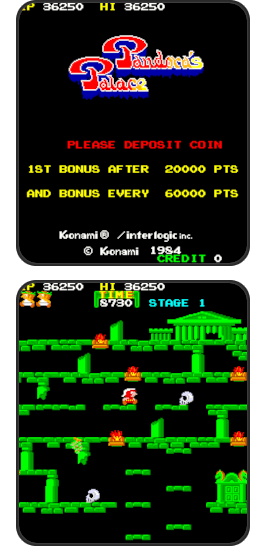 P 36250 HI 36250
Pandora's
Palace
PLEASE DEPOSIT COIN
1ST BONUS AFTER 20000 PTS
AND BONUS EVERY 60000 PTS
Konami® /interlogic inc.
© Konami 1984
CREDIT 0
P 36250 HI 36250
TIME
8730 STAGE 1